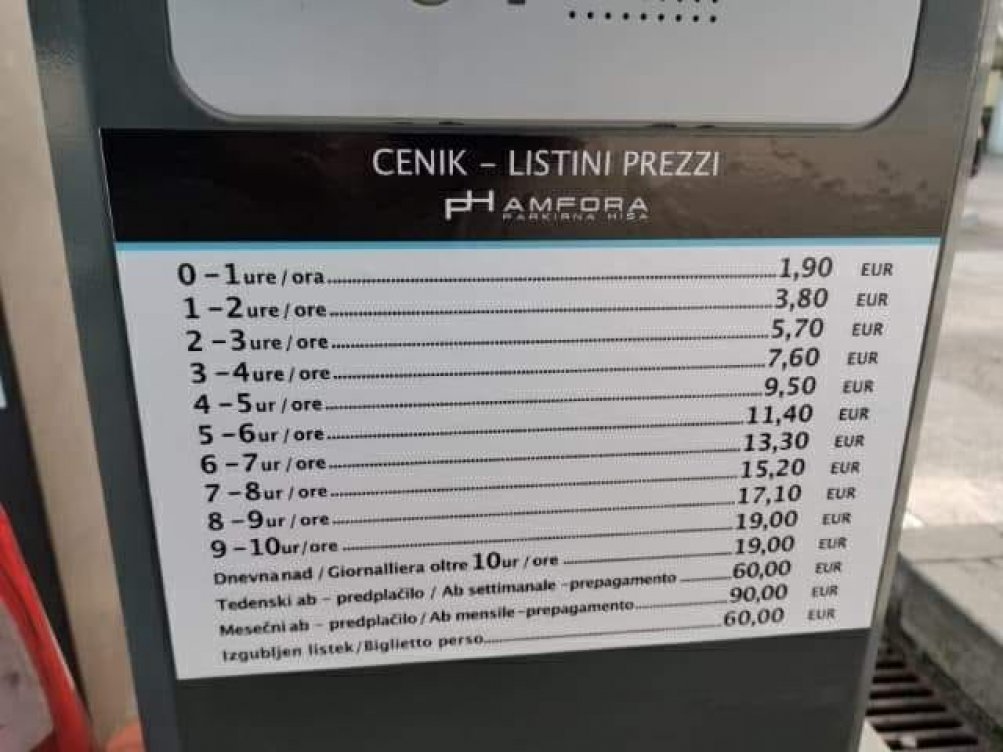 CENIK – LISTINI PREZZI
pH AMFORA
PARKIRNA HIŠA
0 – 1 ure / ora 1,90 EUR
1 – 2 ure / ore 3,80 EUR
2 – 3 ure / ore 5,70 EUR
3 – 4 ure / ore 7,60 EUR
4 – 5 ur / ore 9,50 EUR
5 – 6 ur / ore 11,40 EUR
6 – 7 ur / ore 13,30 EUR
7 – 8 ur / ore 15,20 EUR
8 – 9 ur / ore 17,10 EUR
9 – 10 ur/ore 19,00 EUR
Dnevna nad / Giornalliera oltre 10 ur / ore 19,00 EUR
Tedenski ab – predplačilo / Ab settimanale –prepagamento 60,00 EUR
Mesečni ab – predplačilo / Ab mensile –prepagamento 90,00 EUR
Izgubljen listek /Biglietto perso 60,00 EUR